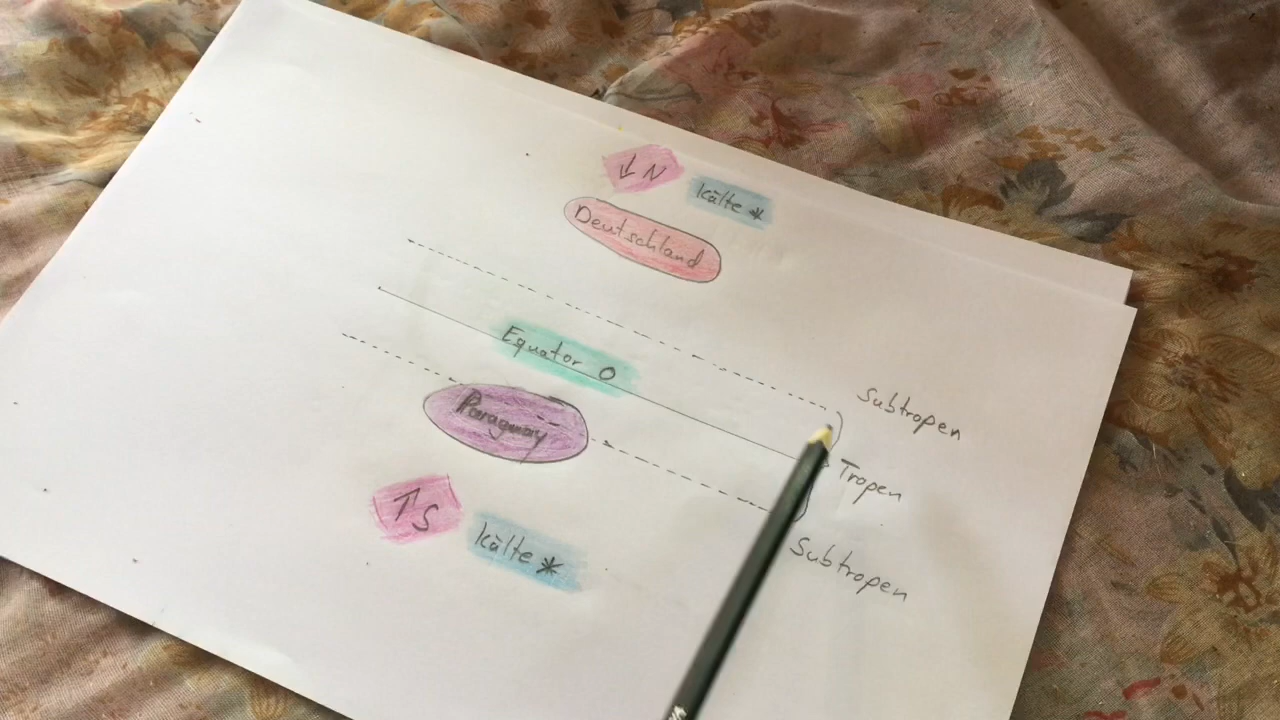 ↓ N
Kälte *
Deutschland
Equator 0
Subtropen
Paraguay
Tropen
↑ S
Kälte *
Subtropen